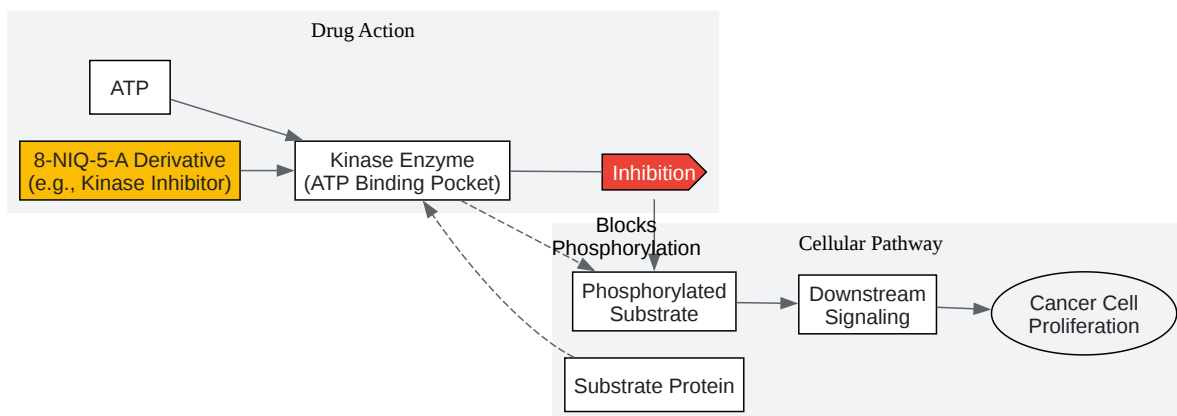 Drug Action
ATP
8-NIQ-5-A Derivative
(e.g., Kinase Inhibitor)
Kinase Enzyme
(ATP Binding Pocket)
Inhibition
Blocks
Phosphorylation
Cellular Pathway
Phosphorylated
Substrate
Downstream
Signaling
Cancer Cell
Proliferation
Substrate Protein